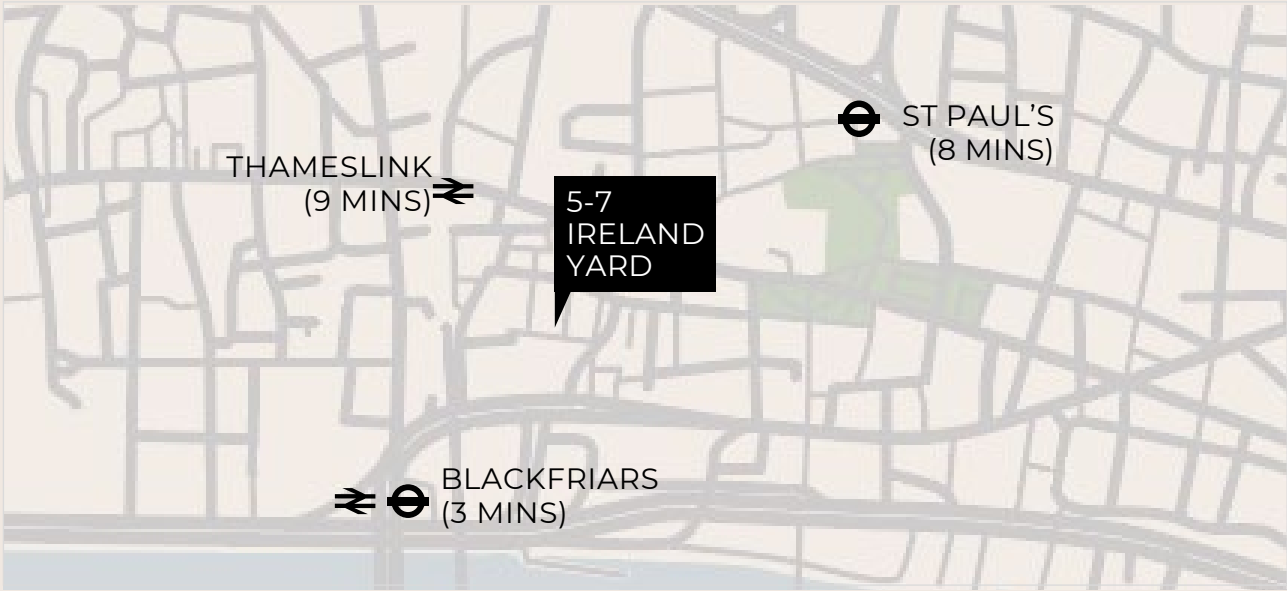 ST PAUL’S
(8 MINS)
THAMESLINK
(9 MINS)
5-7
IRELAND
YARD
BLACKFRIARS
(3 MINS)